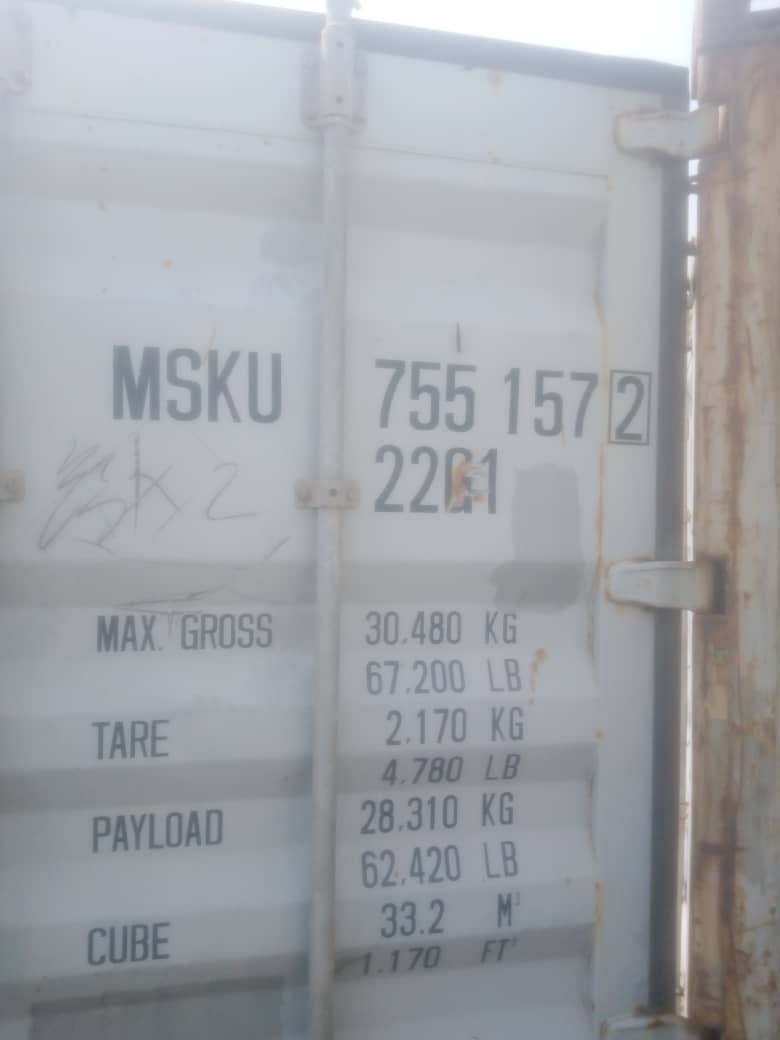 MSKU 755 157 2
22G1
MAX. GROSS 30.480 KG
67.200 LB
TARE 2.170 KG
4.780 LB
PAYLOAD 28.310 KG
62.420 LB
CUBE 33.2 M³
1.170 FT³